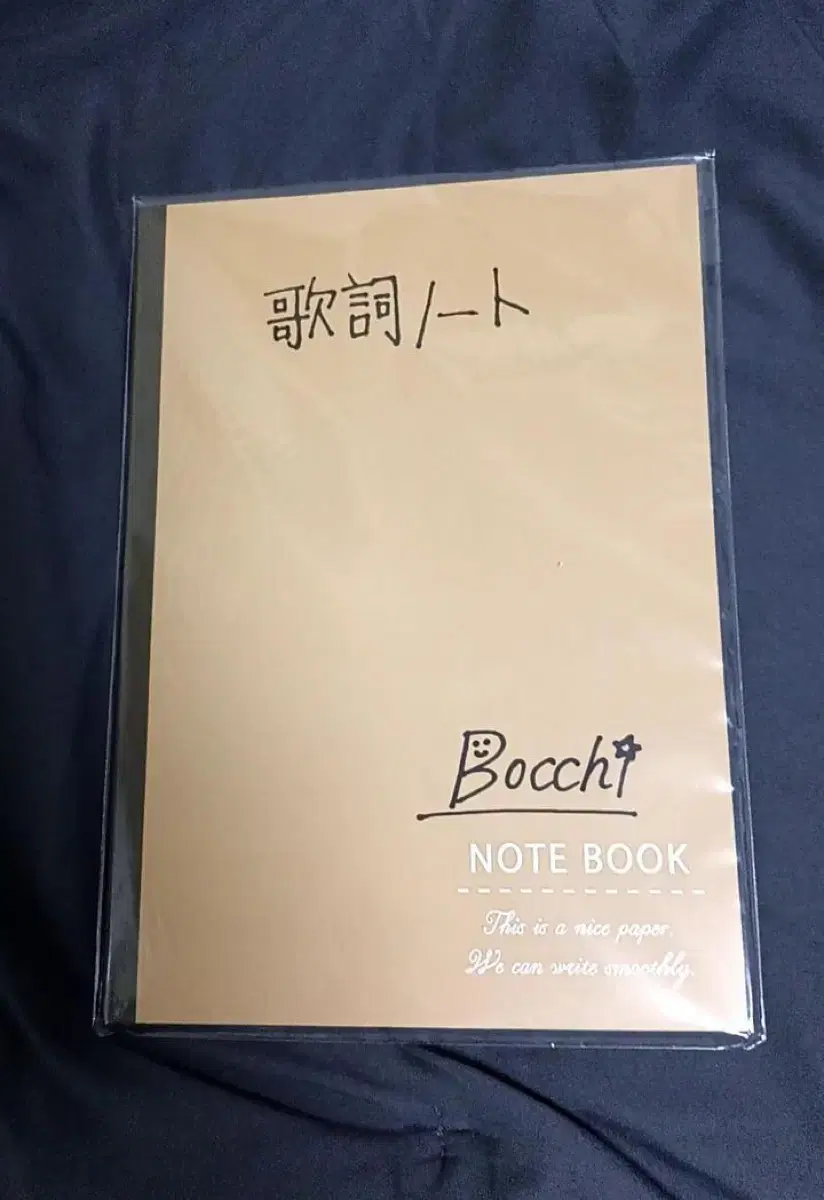 歌詞ノート
Bocchi
NOTE BOOK
This is a nice paper.
We can write smoothly.